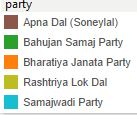 party
Apna Dal (Soneylal)
Bahujan Samaj Party
Bharatiya Janata Party
Rashtriya Lok Dal
Samajwadi Party